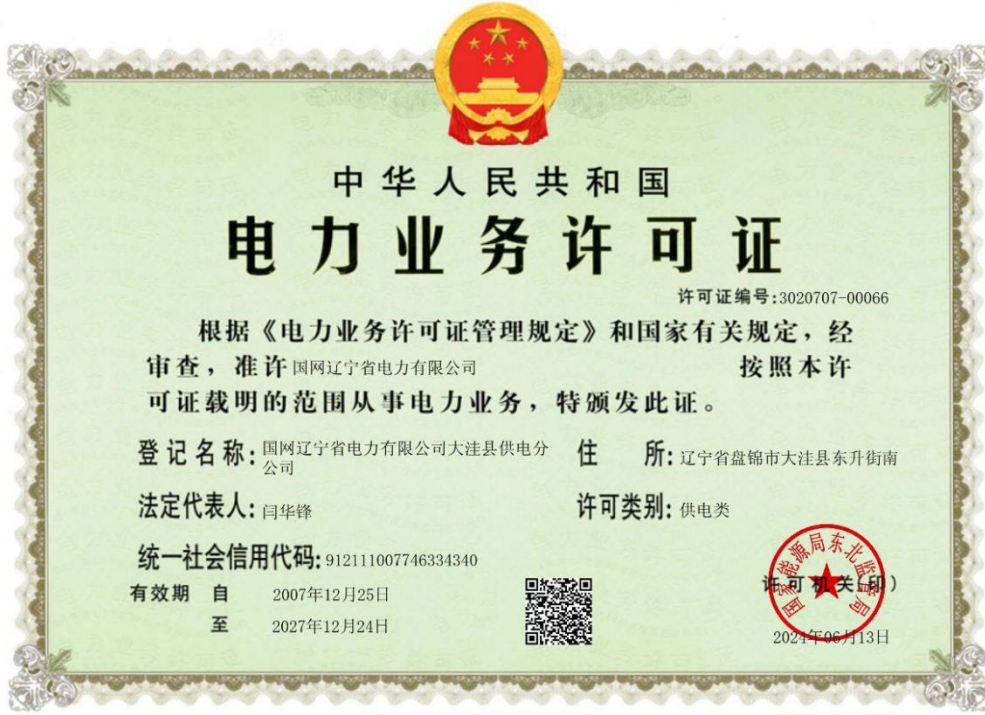 中华人民共和国
电力业务许可证
许可证编号:3020707-00066
根据《电力业务许可证管理规定》和国家有关规定，经
审查，准许国网辽宁省电力有限公司 按照本许
可证载明的范围从事电力业务，特颁发此证。
登记名称:国网辽宁省电力有限公司大洼县供电分
公司
住 所:辽宁省盘锦市大洼县东升街南
法定代表人:闫华锋
许可类别:供电类
统一社会信用代码:912111007746334340
有效期 自 2007年12月25日
至 2027年12月24日
国家能源局东北监管局
许可机关(印)
2024年06月13日